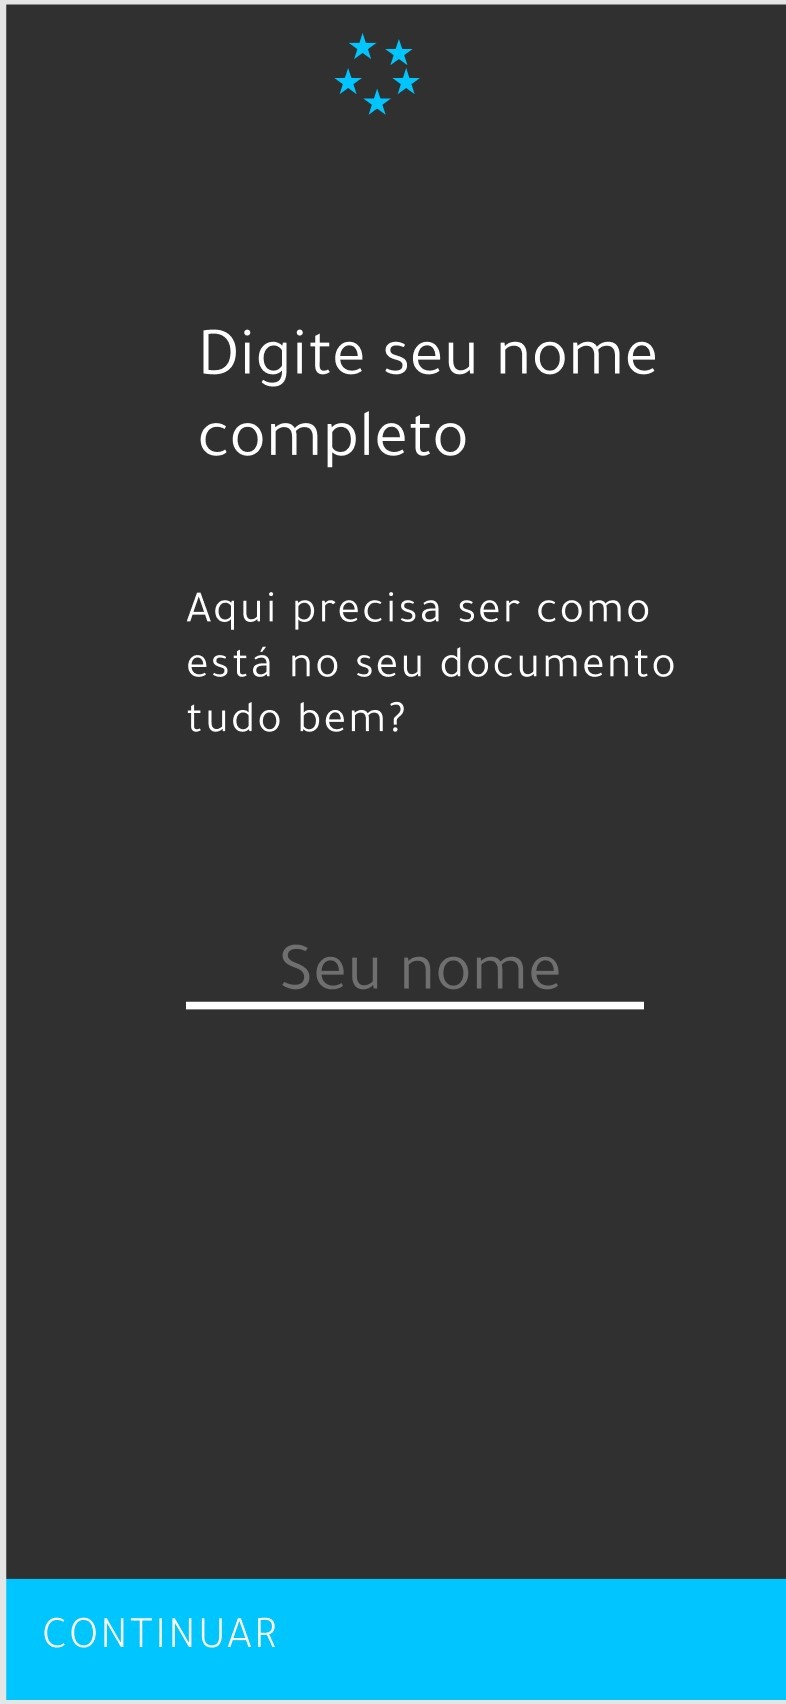 Digite seu nome
completo
Aqui precisa ser como
está no seu documento
tudo bem?
Seu nome
CONTINUAR